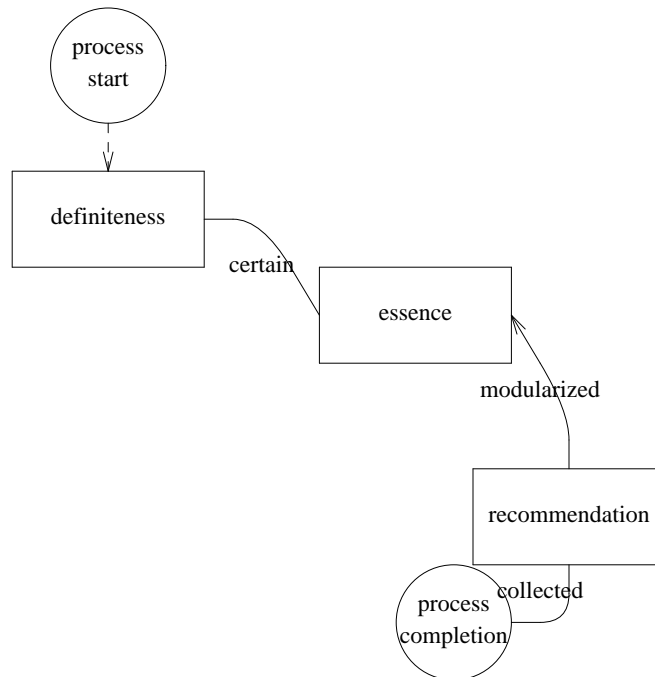 process
start
definiteness
certain
essence
modularized
recommendation
collected
process
completion